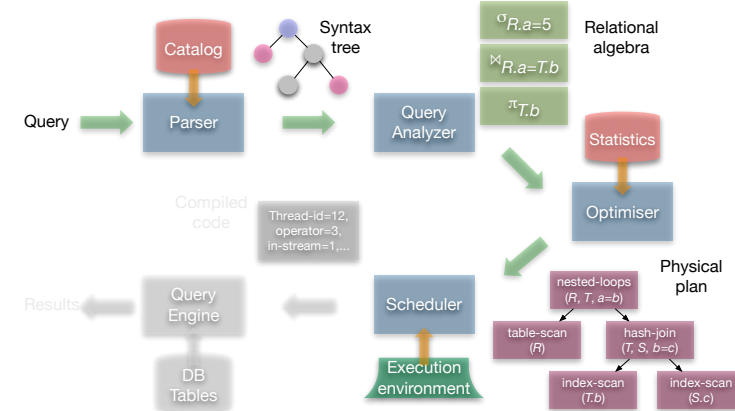 Catalog
Syntax
tree
σR.a=5
⋈R.a=T.b
πT.b
Relational
algebra
Query
Parser
Query
Analyzer
Statistics
Optimiser
Compiled
code
Thread-id=12,
operator=3,
in-stream=1,...
Physical
plan
Results
Query
Engine
Scheduler
nested-loops
(R, T, a=b)
table-scan
(R)
hash-join
(T, S, b=c)
DB
Tables
Execution
environment
index-scan
(T.b)
index-scan
(S.c)